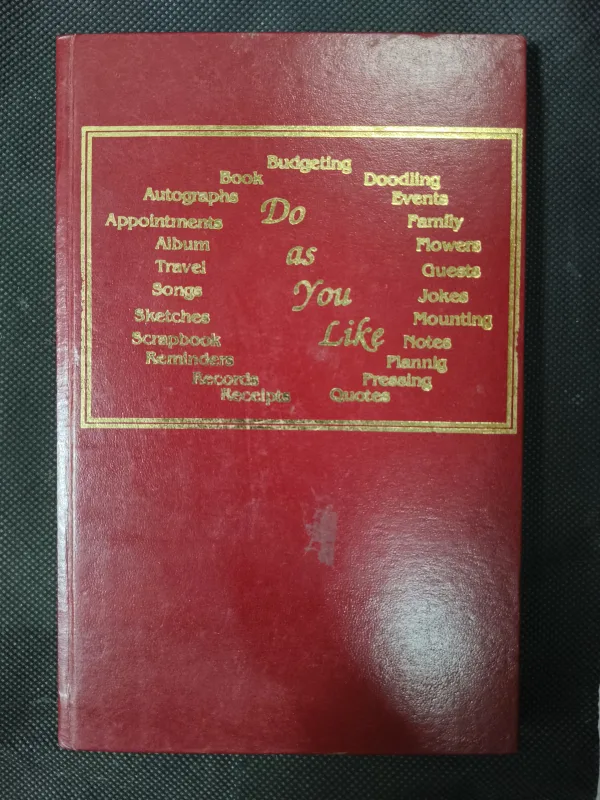 Budgeting
Book
Doodling
Autographs
Events
Appointments
Family
Album
Flowers
Travel
Guests
Songs
Jokes
Sketches
Mounting
Scrapbook
Notes
Reminders
Plannig
Records
Pressing
Receipts
Quotes
Do
as
You
Like